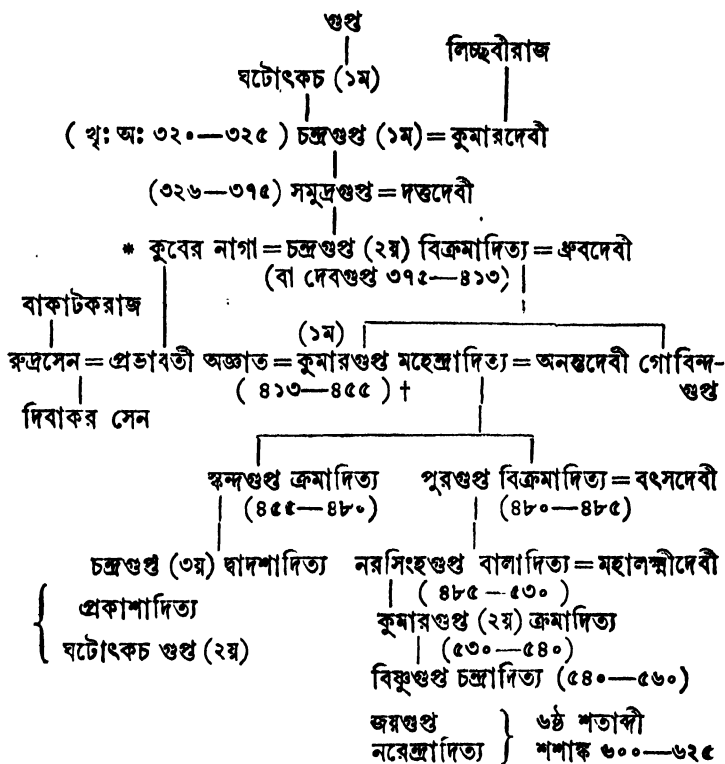 গুপ্ত
লিচ্ছবীরাজ
ঘটোৎকচ (১ম)
( খৃঃ অঃ ৩২০—৩২৫ ) চন্দ্রগুপ্ত (১ম) = কুমারদেবী
(৩২৬—৩৭৫) সমুদ্রগুপ্ত = দত্তদেবী
* কুবের নাগা = চন্দ্রগুপ্ত (২য়) বিক্রমাদিত্য = ধ্রুবদেবী
(বা দেবগুপ্ত ৩৭৫—৪১৩)
বাকাটকরাজ
(১ম)
রুদ্রসেন = প্রভাবতী অজ্ঞাত = কুমারগুপ্ত মহেন্দ্রাদিত্য = অনন্তদেবী গোবিন্দ-
( ৪১৩—৪৫৫ ) † গুপ্ত
দিবাকর সেন
স্কন্দগুপ্ত ক্রমাদিত্য পুরগুপ্ত বিক্রমাদিত্য = বৎসদেবী
(৪৫৫—৪৮০) (৪৮০—৪৮৫)
চন্দ্রগুপ্ত (৩য়) দ্বাদশাদিত্য নরসিংহগুপ্ত বালাদিত্য = মহালক্ষ্মীদেবী
( ৪৮৫—৫৩০ )
প্রকাশাদিত্য কুমারগুপ্ত (২য়) ক্রমাদিত্য
ঘটোৎকচ গুপ্ত (২য়) (৫৩০—৫৪০)
বিষ্ণুগুপ্ত চন্দ্রাদিত্য (৫৪০—৫৬০)
জয়গুপ্ত ৬ষ্ঠ শতাব্দী
নরেন্দ্রাদিত্য শশাঙ্ক ৬০০—৬২৫